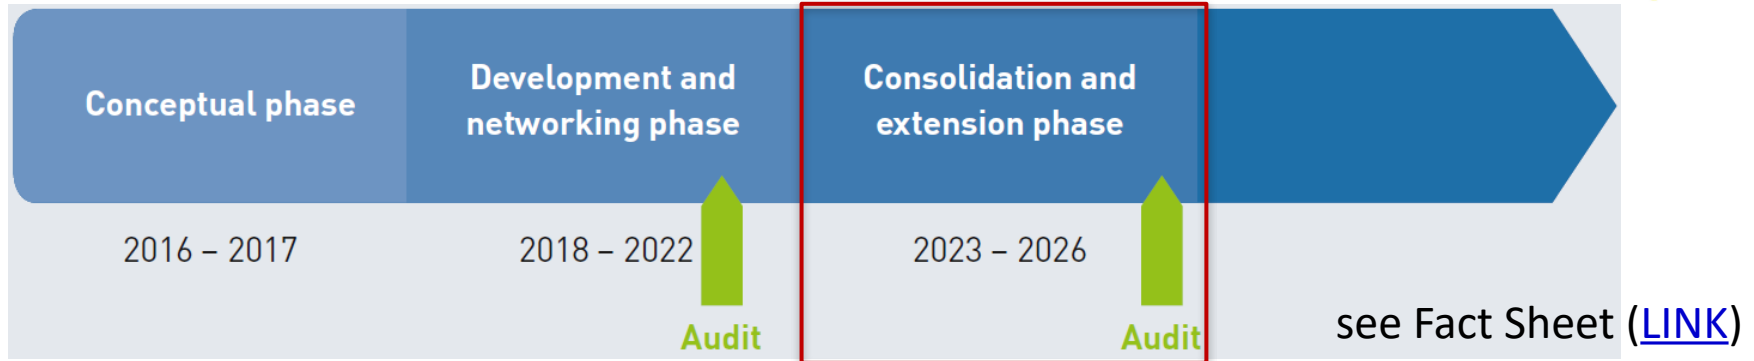 Conceptual phase
Development and
networking phase
Consolidation and
extension phase
2016 – 2017
2018 – 2022
2023 – 2026
Audit
Audit
see Fact Sheet (LINK)